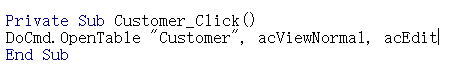 Private Sub Customer_Click()
DoCmd.OpenTable "Customer", acViewNormal, acEdit
End Sub